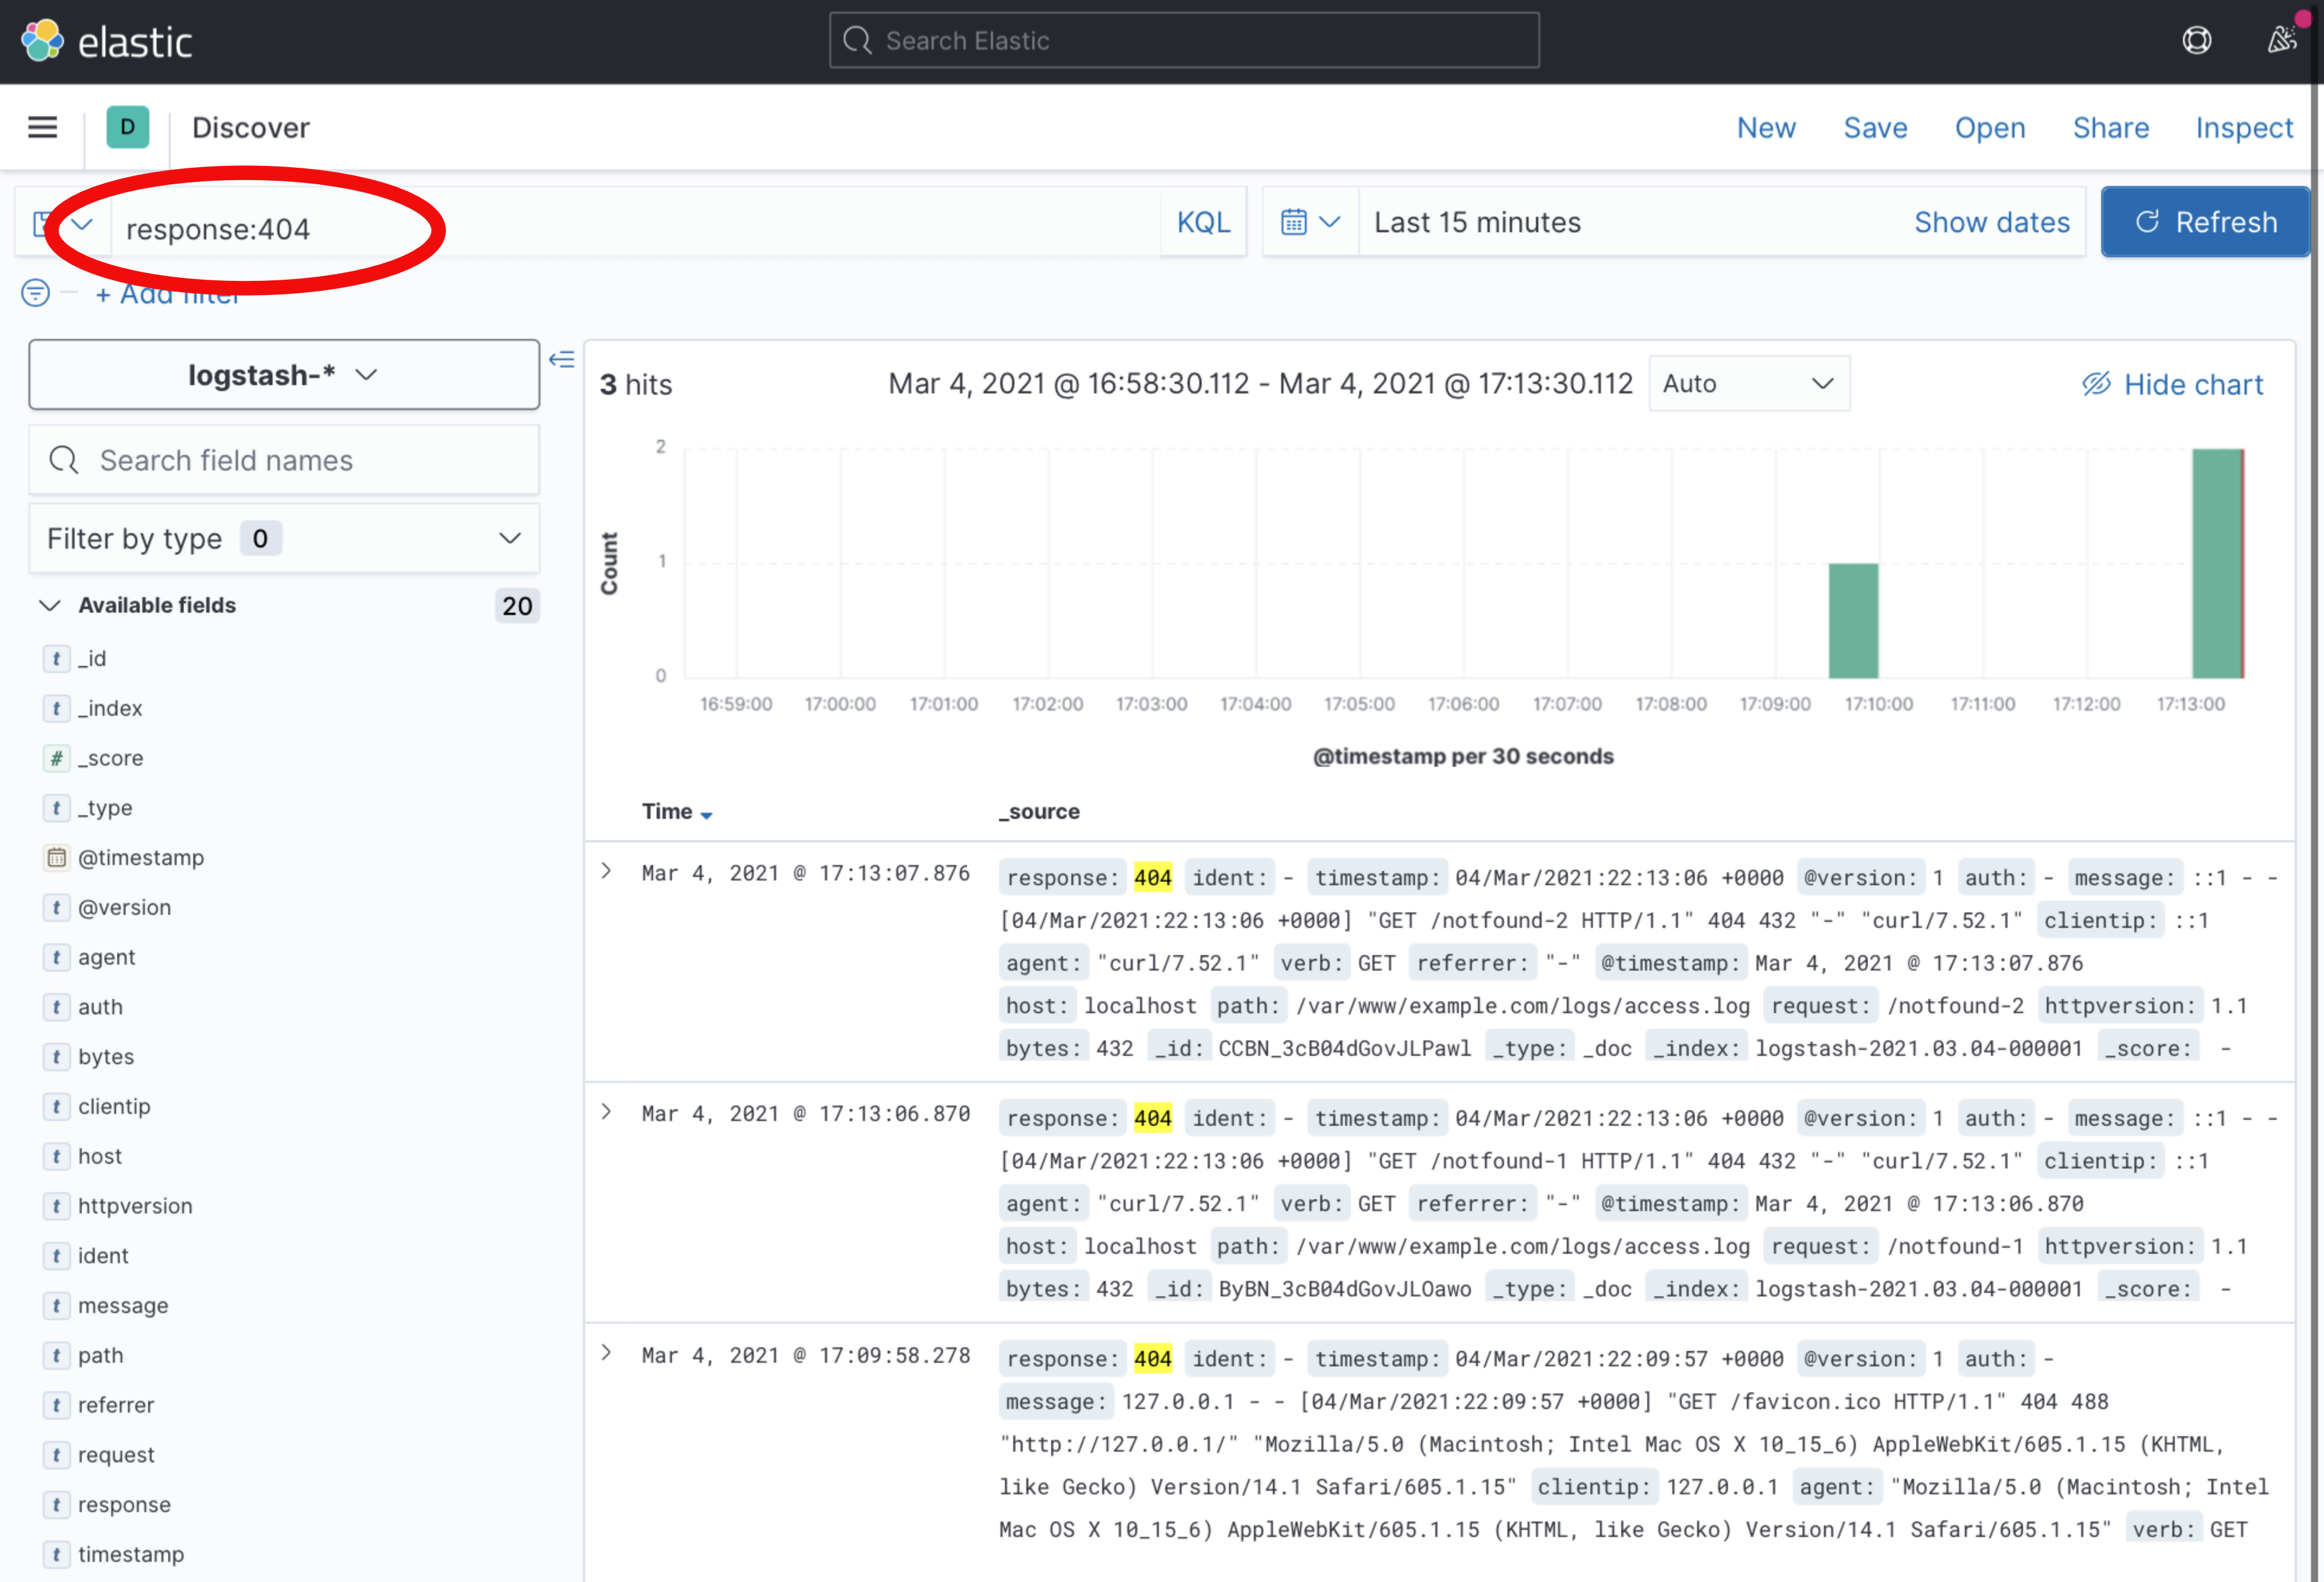 elastic
Search Elastic
D Discover
New Save Open Share Inspect
response:404 KQL Last 15 minutes Show dates Refresh
+ Add filter
logstash-*
Search field names
Filter by type 0
Available fields 20
t _id
t _index
# _score
t _type
@timestamp
t @version
t agent
t auth
t bytes
t clientip
t host
t httpversion
t ident
t message
t path
t referrer
t request
t response
t timestamp
3 hits Mar 4, 2021 @ 16:58:30.112 - Mar 4, 2021 @ 17:13:30.112 Auto Hide chart
2
1
0
Count
16:59:00 17:00:00 17:01:00 17:02:00 17:03:00 17:04:00 17:05:00 17:06:00 17:07:00 17:08:00 17:09:00 17:10:00 17:11:00 17:12:00 17:13:00
@timestamp per 30 seconds
Time _source
Mar 4, 2021 @ 17:13:07.876 response: 404 ident: - timestamp: 04/Mar/2021:22:13:06 +0000 @version: 1 auth: - message: ::1 - -
[04/Mar/2021:22:13:06 +0000] "GET /notfound-2 HTTP/1.1" 404 432 "-" "curl/7.52.1" clientip: ::1
agent: "curl/7.52.1" verb: GET referrer: "-" @timestamp: Mar 4, 2021 @ 17:13:07.876
host: localhost path: /var/www/example.com/logs/access.log request: /notfound-2 httpversion: 1.1
bytes: 432 _id: CCBN_3cB04dGovJLPawl _type: _doc _index: logstash-2021.03.04-000001 _score: -
Mar 4, 2021 @ 17:13:06.870 response: 404 ident: - timestamp: 04/Mar/2021:22:13:06 +0000 @version: 1 auth: - message: ::1 - -
[04/Mar/2021:22:13:06 +0000] "GET /notfound-1 HTTP/1.1" 404 432 "-" "curl/7.52.1" clientip: ::1
agent: "curl/7.52.1" verb: GET referrer: "-" @timestamp: Mar 4, 2021 @ 17:13:06.870
host: localhost path: /var/www/example.com/logs/access.log request: /notfound-1 httpversion: 1.1
bytes: 432 _id: ByBN_3cB04dGovJLOawo _type: _doc _index: logstash-2021.03.04-000001 _score: -
Mar 4, 2021 @ 17:09:58.278 response: 404 ident: - timestamp: 04/Mar/2021:22:09:57 +0000 @version: 1 auth: -
message: 127.0.0.1 - - [04/Mar/2021:22:09:57 +0000] "GET /favicon.ico HTTP/1.1" 404 488
"http://127.0.0.1/" "Mozilla/5.0 (Macintosh; Intel Mac OS X 10_15_6) AppleWebKit/605.1.15 (KHTML,
like Gecko) Version/14.1 Safari/605.1.15" clientip: 127.0.0.1 agent: "Mozilla/5.0 (Macintosh; Intel
Mac OS X 10_15_6) AppleWebKit/605.1.15 (KHTML, like Gecko) Version/14.1 Safari/605.1.15" verb: GET